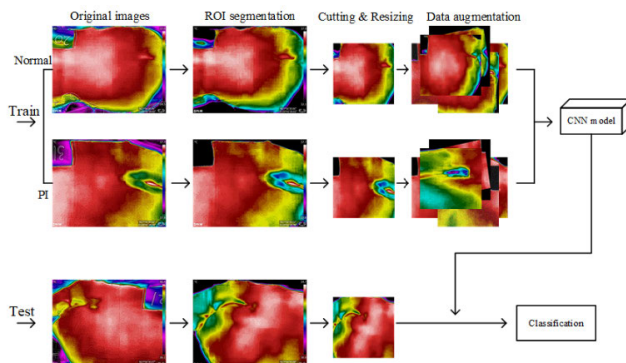 Original images
ROI segmentation
Cutting & Resizing
Data augmentation
Normal
Train
CNN model
PI
Test
Classification